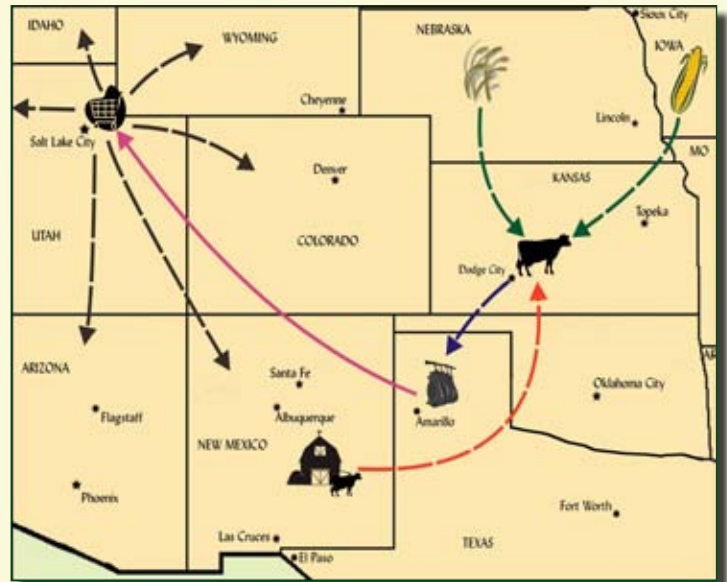 IDAHO
WYOMING
NEBRASKA
Sioux City
IOWA
Cheyenne
Lincoln
Salt Lake City
MO
Denver
KANSAS
Topeka
UTAH
COLORADO
Dodge City
ARIZONA
Santa Fe
AR
Oklahoma City
Flagstaff
Albuquerque
Amarillo
NEW MEXICO
Phoenix
Fort Worth
Las Cruces
TEXAS
El Paso